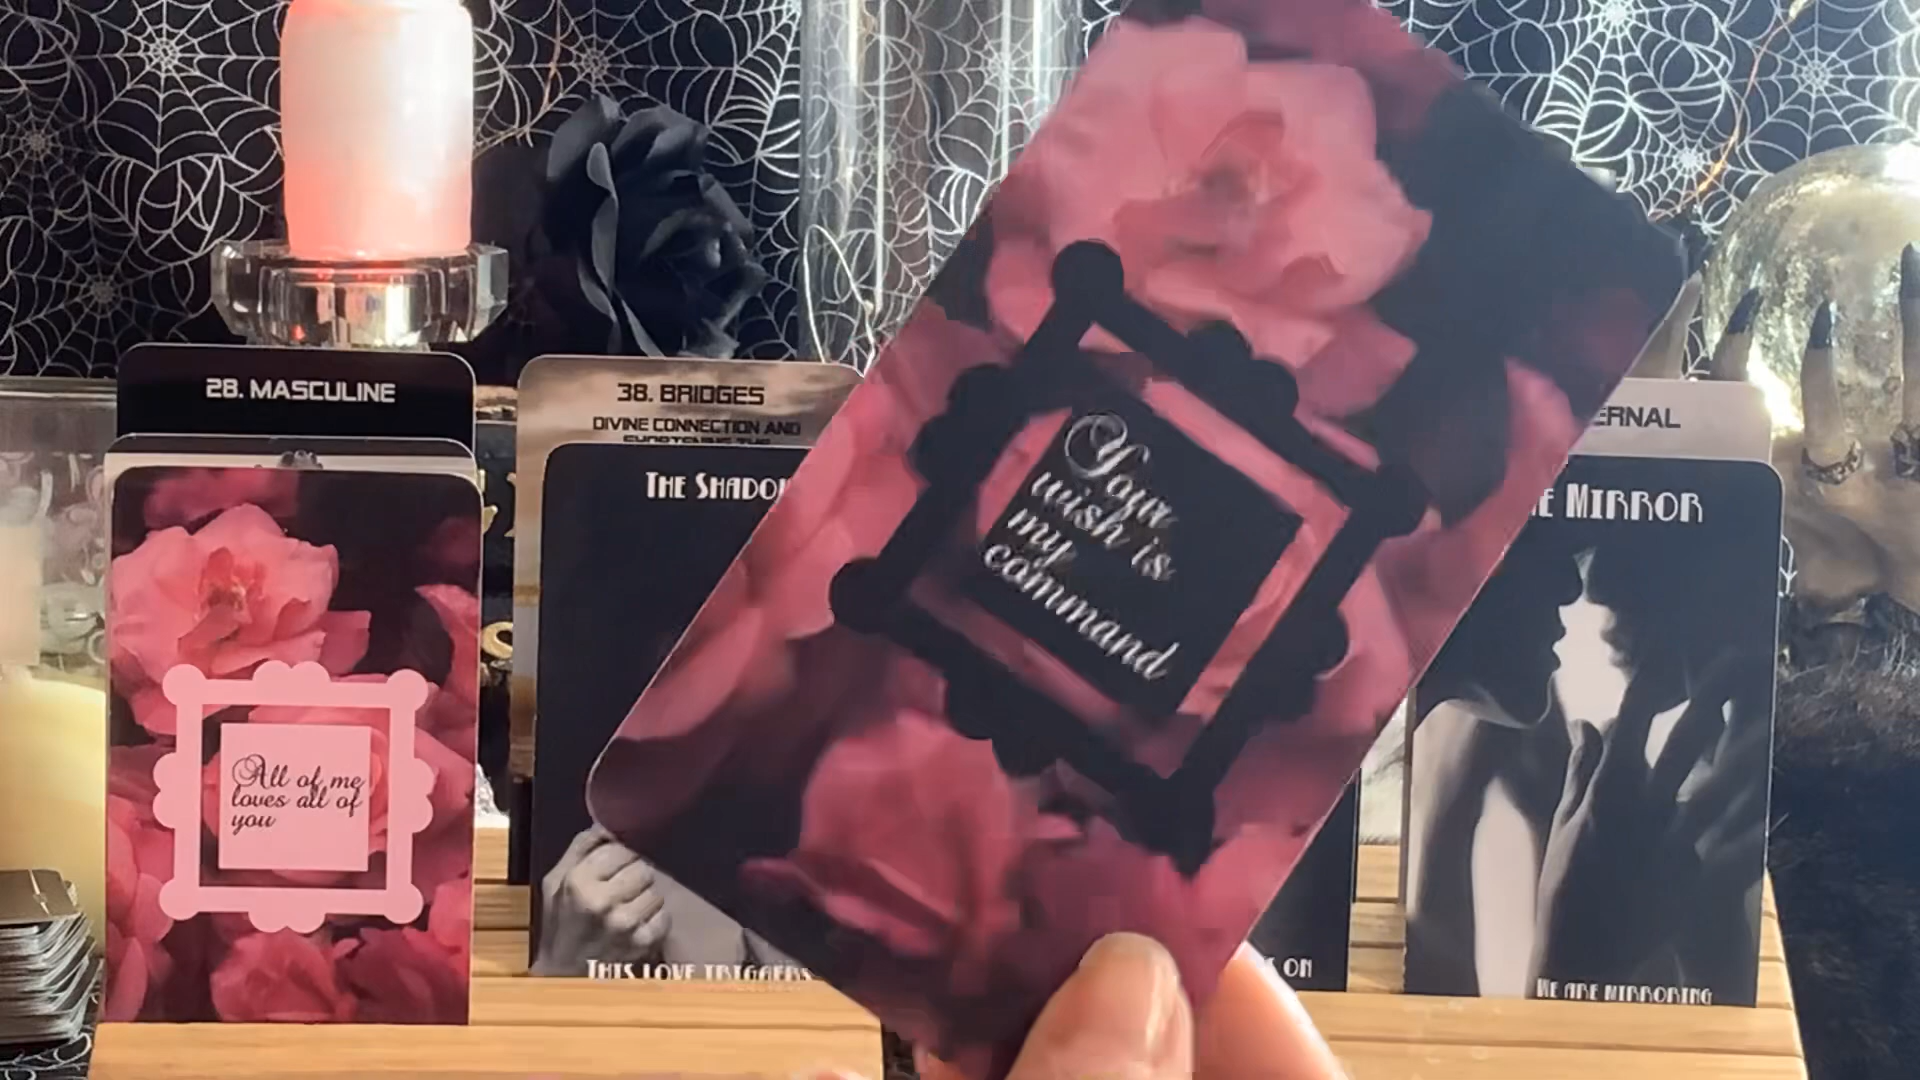 28. MASCULINE
38. BRIDGES
DIVINE CONNECTION AND
THE SHADO
ERNAL
E MIRROR
Your
wish is
my
command
All of me
loves all of
you
THIS LOVE TRIGGERS
ON
WE ARE MIRRORING